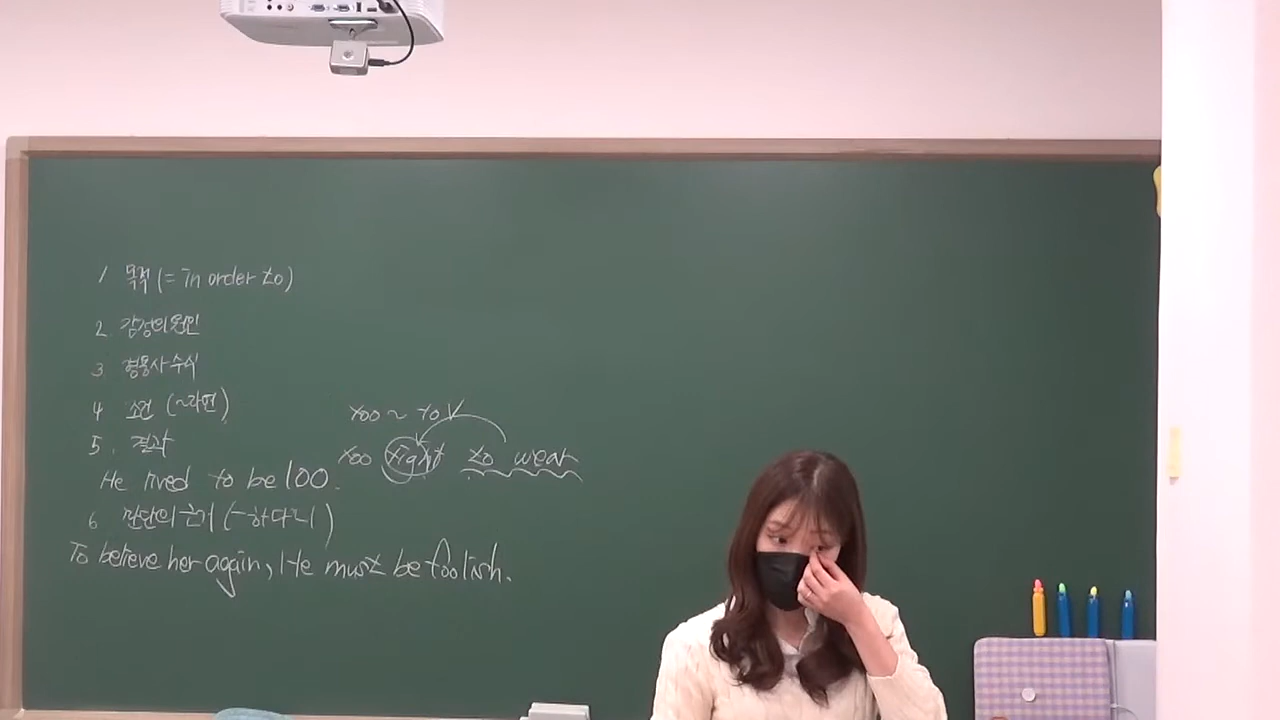 1 목적 (= in order to)
2 감정의 원인
3. 형용사 수식
4 조건 (~라면)
5. 결과
He lived to be 100.
6 판단의 근거 (~하다니)
To believe her again, He must be foolish.
too ~ to V
too tight to wear